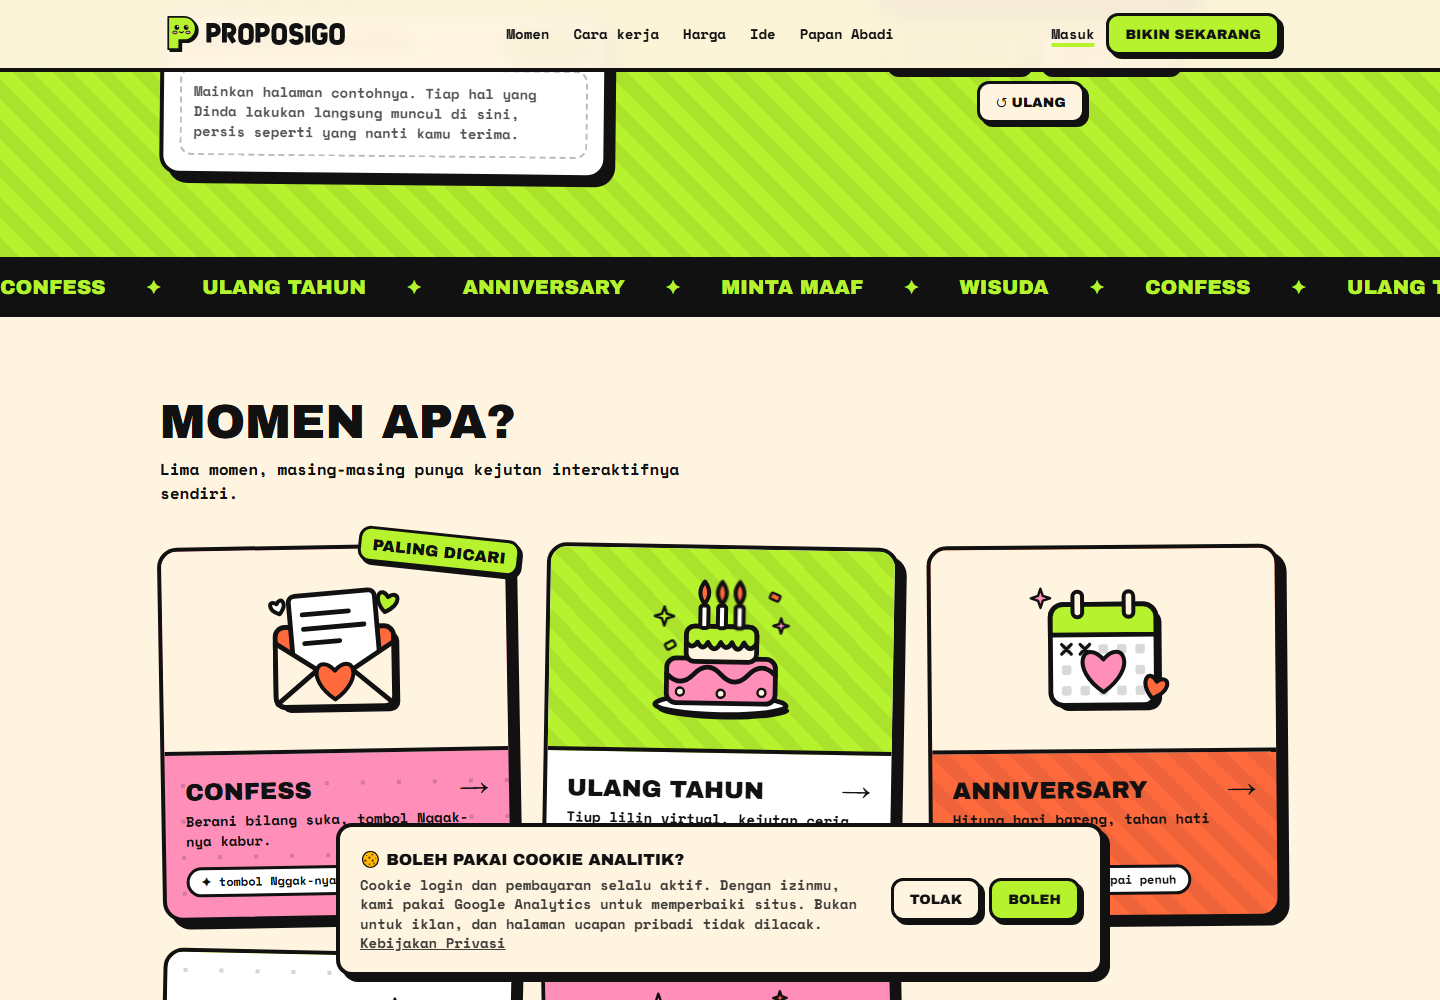 PROPOSIGO
Momen Cara kerja Harga Ide Papan Abadi
Masuk BIKIN SEKARANG
Mainkan halaman contohnya. Tiap hal yang
Dinda lakukan langsung muncul di sini,
persis seperti yang nanti kamu terima.
↺ ULANG
CONFESS ✦ ULANG TAHUN ✦ ANNIVERSARY ✦ MINTA MAAF ✦ WISUDA ✦ CONFESS ✦ ULANG T
MOMEN APA?
Lima momen, masing-masing punya kejutan interaktifnya
sendiri.
PALING DICARI
CONFESS →
Berani bilang suka, tombol Nggak-
nya kabur.
✦ tombol Nggak-nya
ULANG TAHUN →
Tiup lilin virtual, kejutan ceria
ANNIVERSARY →
Hitung hari bareng, tahan hati
pai penuh
BOLEH PAKAI COOKIE ANALITIK?
Cookie login dan pembayaran selalu aktif. Dengan izinmu,
kami pakai Google Analytics untuk memperbaiki situs. Bukan
untuk iklan, dan halaman ucapan pribadi tidak dilacak.
Kebijakan Privasi
TOLAK BOLEH